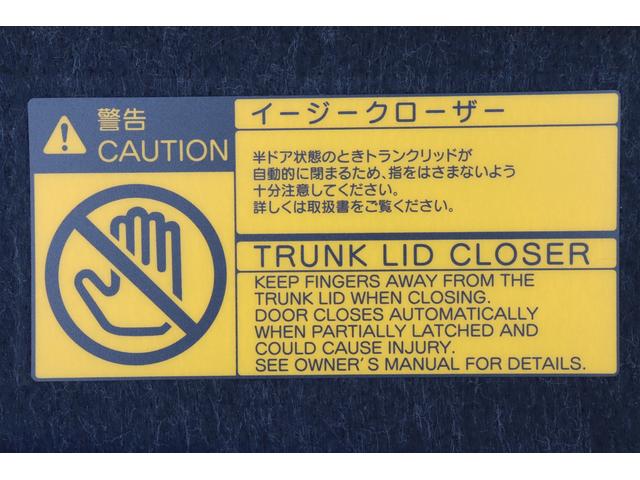 警告
CAUTION
イージークローザー
半ドア状態のときトランクリッドが
自動的に閉まるため、指をはさまないよう
十分注意してください。
詳しくは取扱書をご覧ください。
TRUNK LID CLOSER
KEEP FINGERS AWAY FROM THE
TRUNK LID WHEN CLOSING.
DOOR CLOSES AUTOMATICALLY
WHEN PARTIALLY LATCHED AND
COULD CAUSE INJURY.
SEE OWNER'S MANUAL FOR DETAILS.